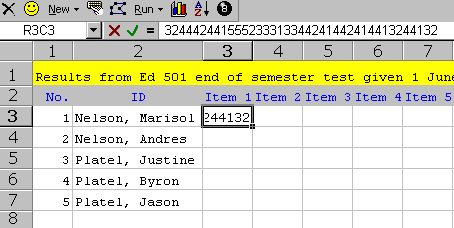 New Run
R3C3 = 324442441555233313344241442414413244132
1 2 3 4 5 6 7
1 Results from Ed 501 end of semester test given 1 June
2 No. ID Item 1 Item 2 Item 3 Item 4 Item 5
3 1 Nelson, Marisol 244132
4 2 Nelson, Andres
5 3 Platel, Justine
6 4 Platel, Byron
7 5 Platel, Jason
8